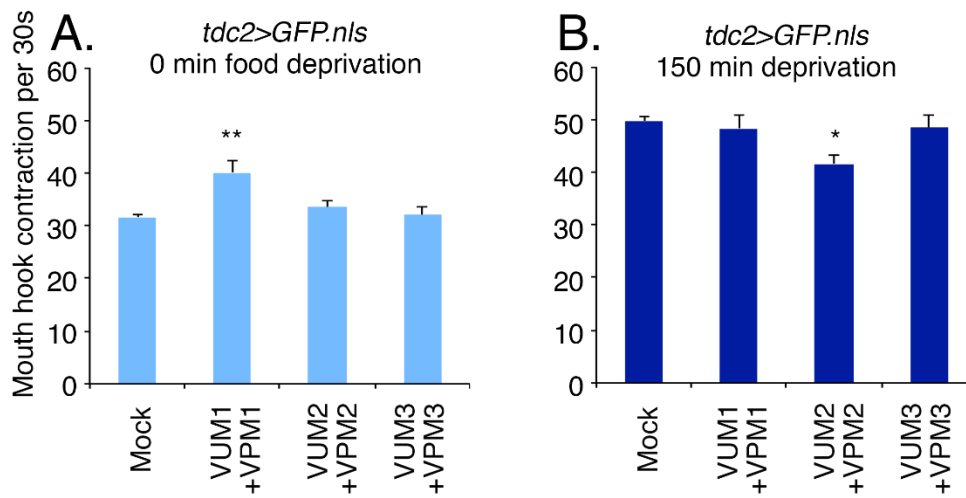 A.
tdc2>GFP.nls
0 min food deprivation
Mouth hook contraction per 30s
60
50
40
30
20
10
0
**
Mock
VUM1
+VPM1
VUM2
+VPM2
VUM3
+VPM3
B.
tdc2>GFP.nls
150 min deprivation
60
50
40
30
20
10
0
*
Mock
VUM1
+VPM1
VUM2
+VPM2
VUM3
+VPM3